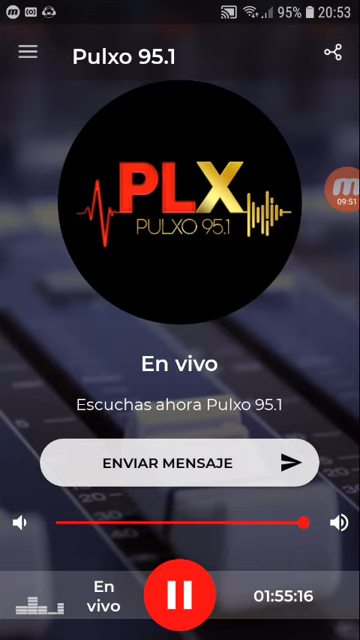 95% 20:53
Pulxo 95.1
PLX
PULXO 95.1
09:51
En vivo
Escuchas ahora Pulxo 95.1
ENVIAR MENSAJE
En
vivo
01:55:16